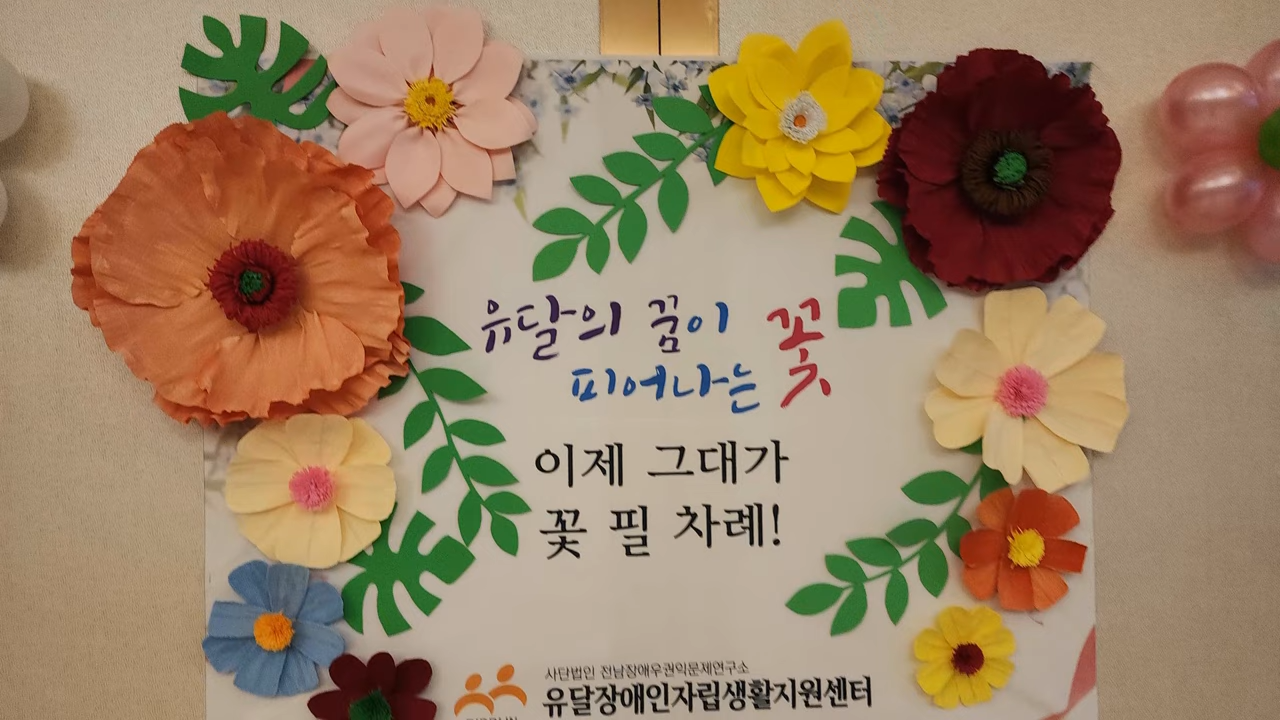 유달의 꿈이
피어나는 꽃
이제 그대가
꽃 필 차례!
사단법인 전남장애우권익문제연구소
유달장애인자립생활지원센터